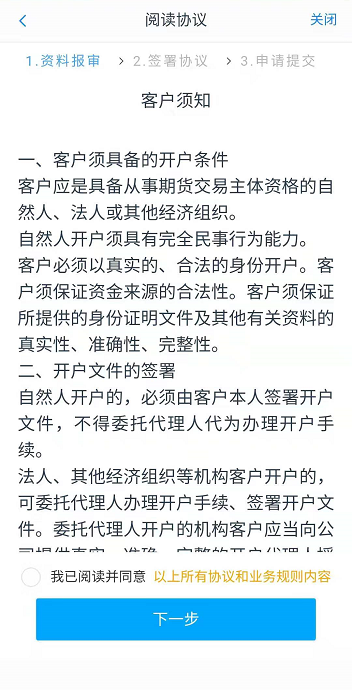 阅读协议
关闭
1.资料报审
2.签署协议
3.申请提交
客户须知
一、客户须具备的开户条件
客户应是具备从事期货交易主体资格的自
然人、法人或其他经济组织。
自然人开户须具有完全民事行为能力。
客户必须以真实的、合法的身份开户。客
户须保证资金来源的合法性。客户须保证
所提供的身份证明文件及其他有关资料的
真实性、准确性、完整性。
二、开户文件的签署
自然人开户的，必须由客户本人签署开户
文件，不得委托代理人代为办理开户手
续。
法人、其他经济组织等机构客户开户的，
可委托代理人办理开户手续、签署开户文
件。委托代理人开户的机构客户应当向公
司提供真实、准确、完整的开户代理人授
我已阅读并同意 以上所有协议和业务规则内容
下一步